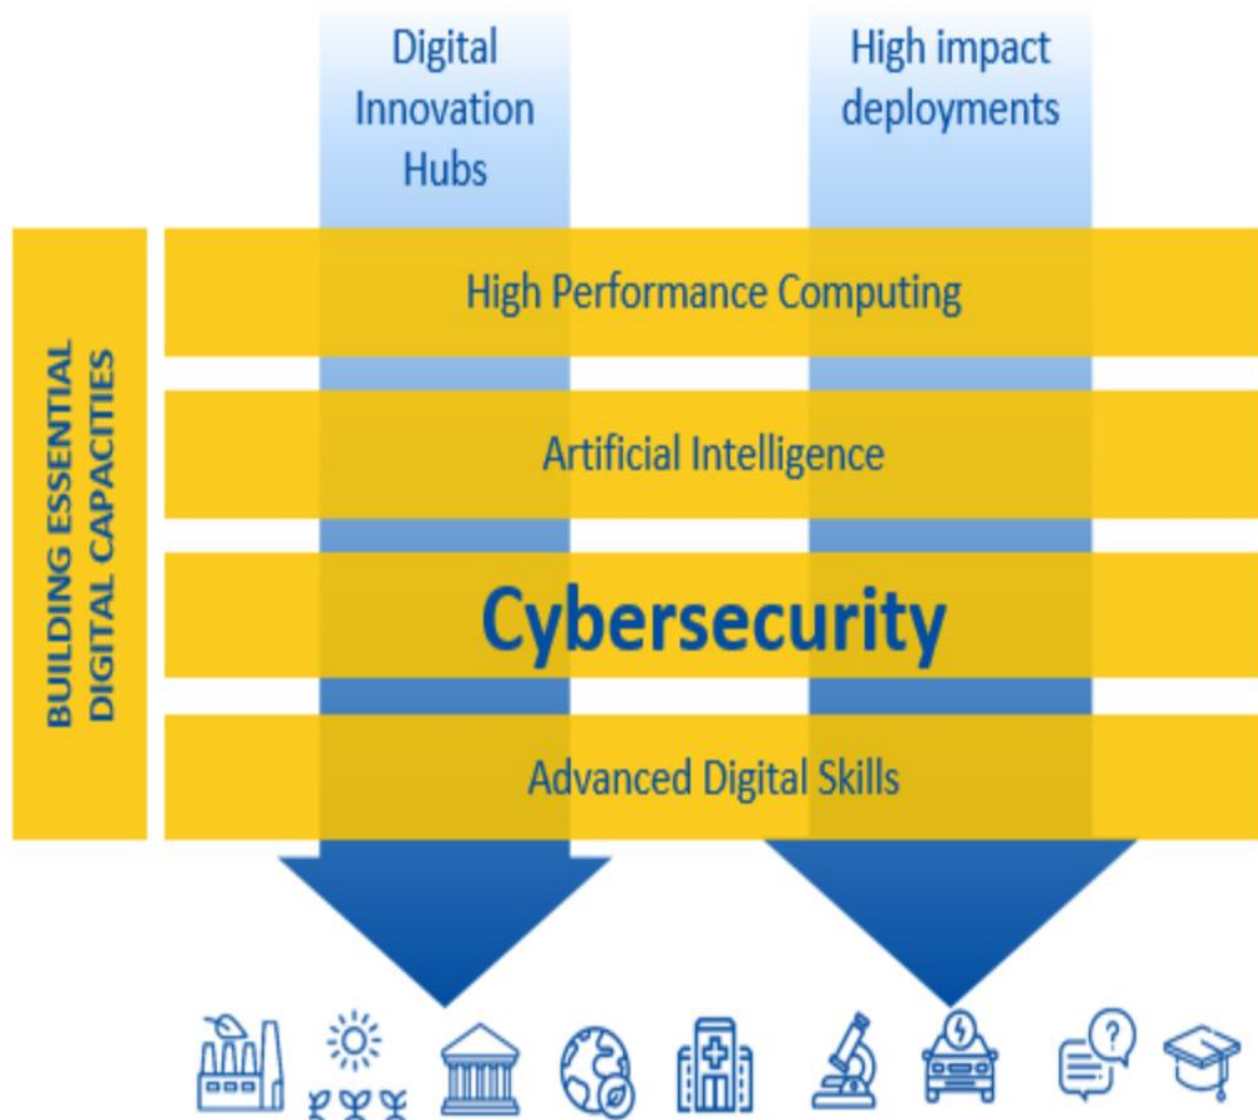 Digital
Innovation
Hubs
High impact
deployments
BUILDING ESSENTIAL
DIGITAL CAPACITIES
High Performance Computing
Artificial Intelligence
Cybersecurity
Advanced Digital Skills
?